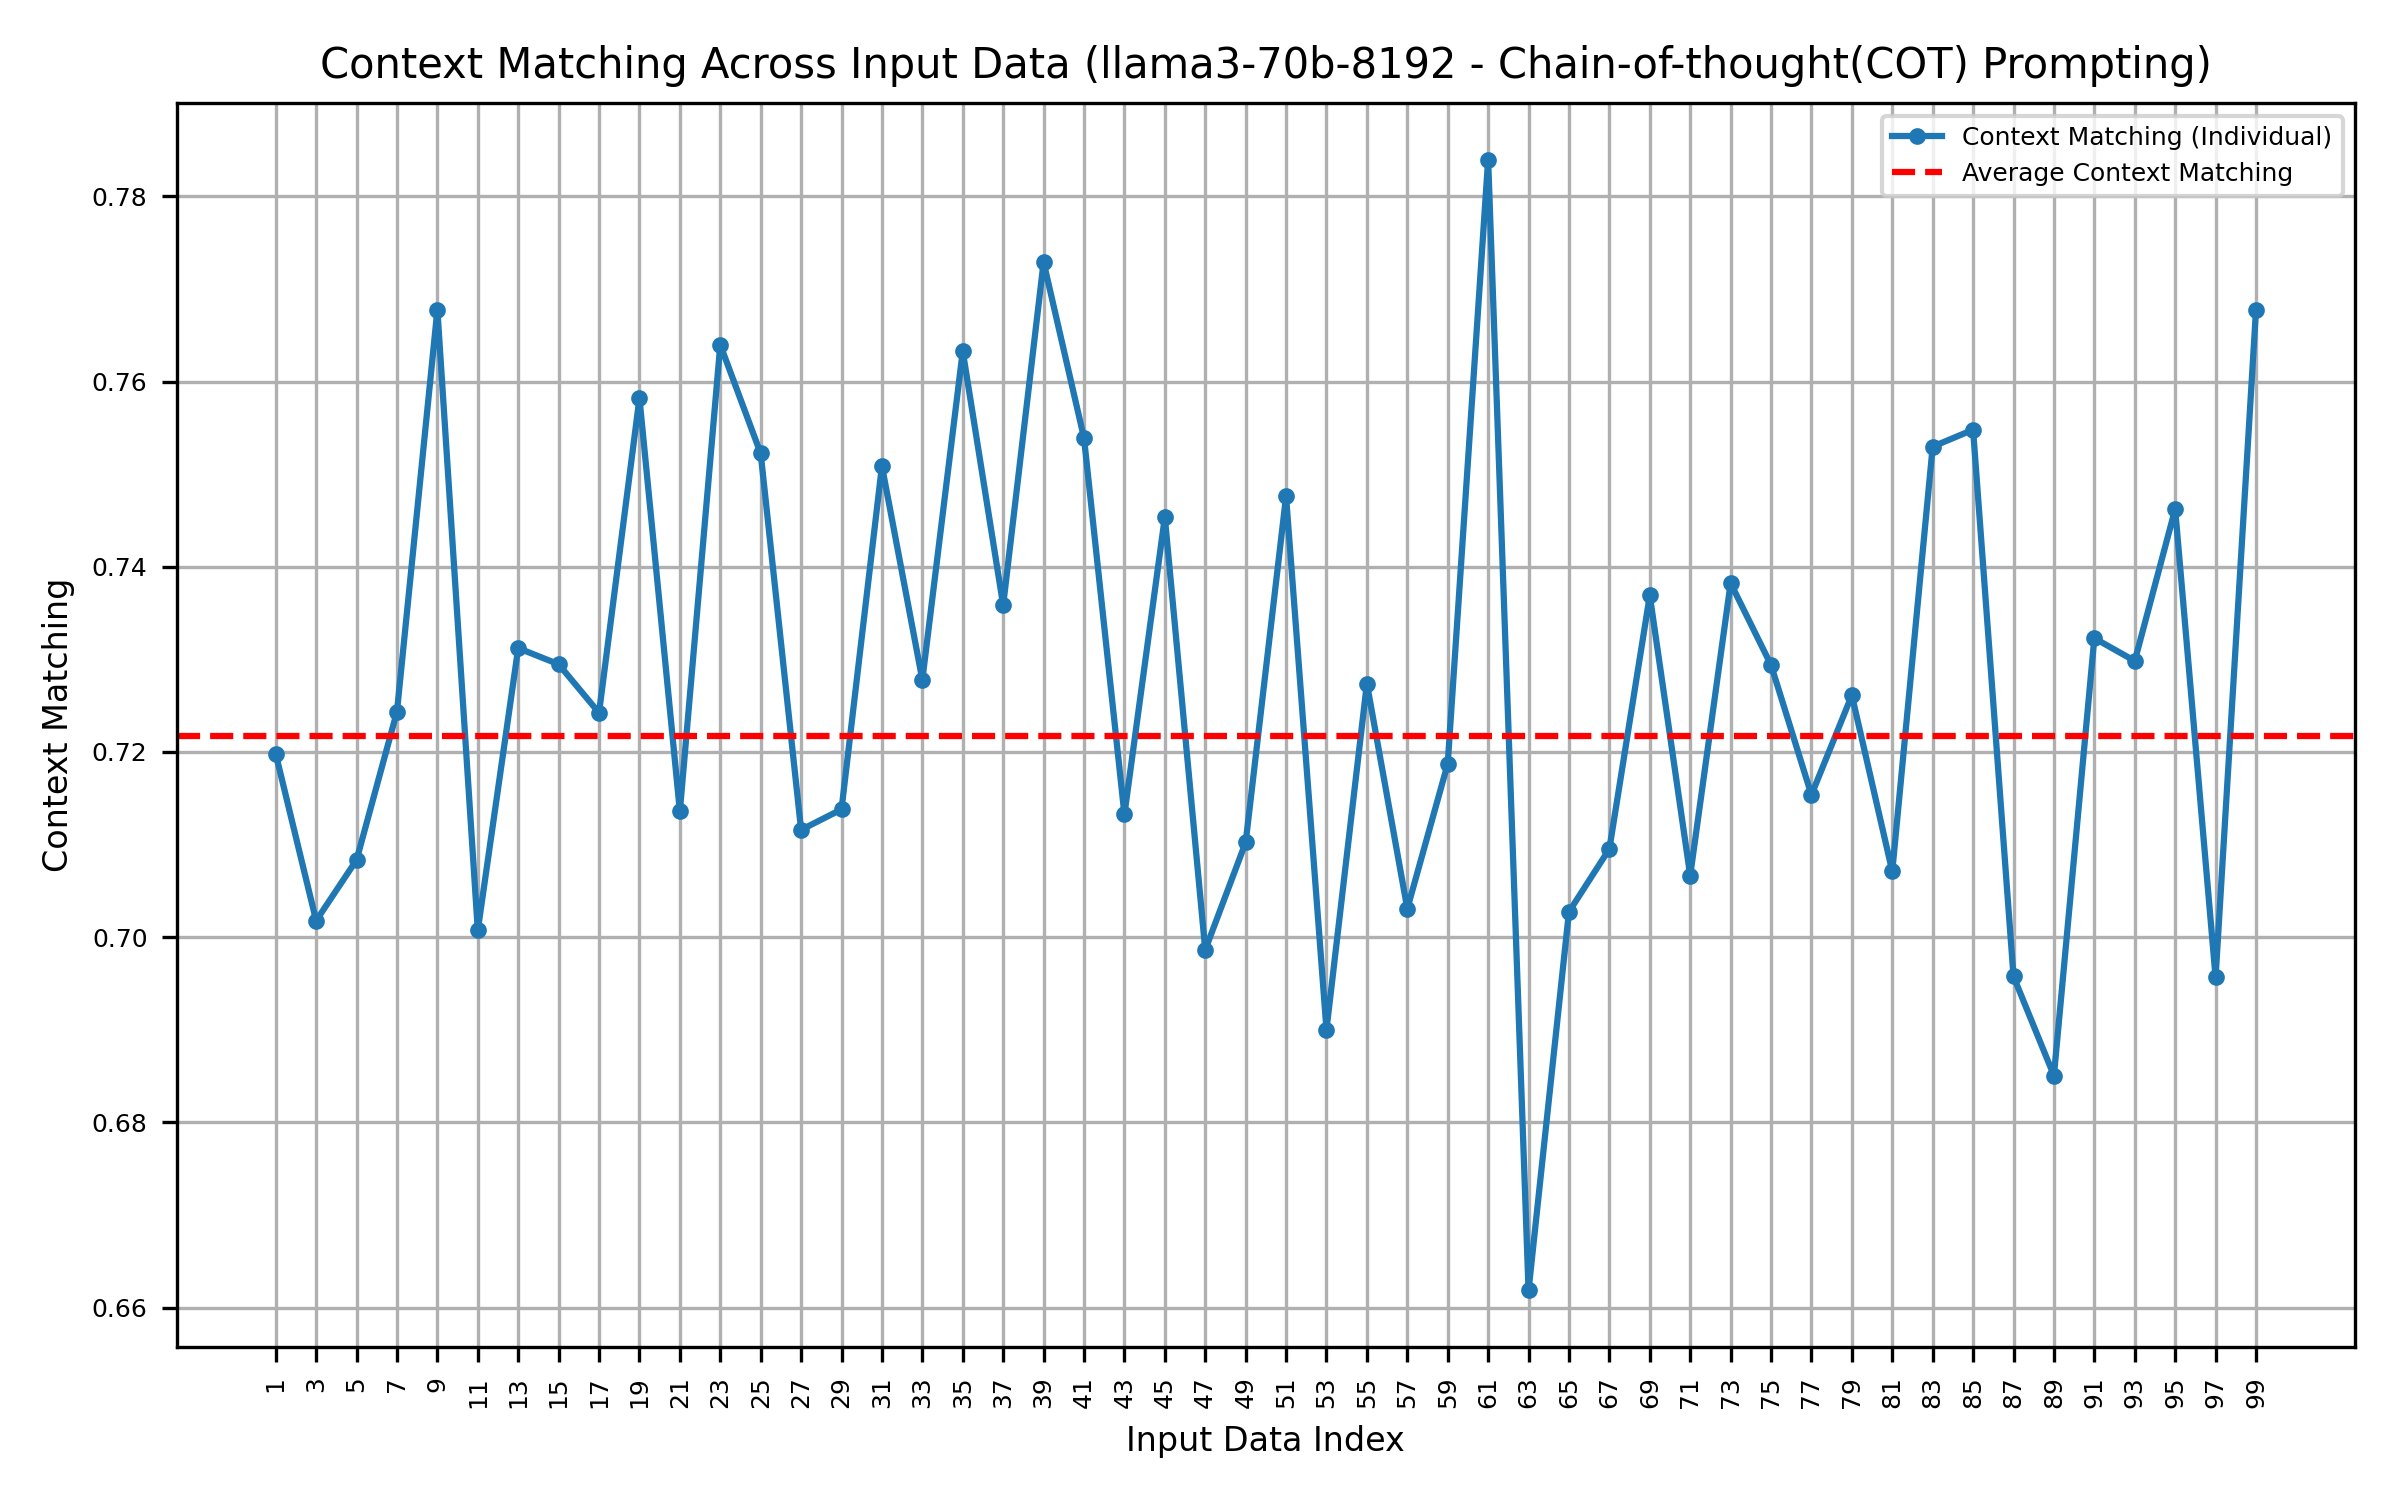 Context Matching Across Input Data (llama3-70b-8192 - Chain-of-thought(COT) Prompting)
Context Matching (Individual)
Average Context Matching
Context Matching
0.78
0.76
0.74
0.72
0.70
0.68
0.66
1 3 5 7 9 11 13 15 17 19 21 23 25 27 29 31 33 35 37 39 41 43 45 47 49 51 53 55 57 59 61 63 65 67 69 71 73 75 77 79 81 83 85 87 89 91 93 95 97 99
Input Data Index